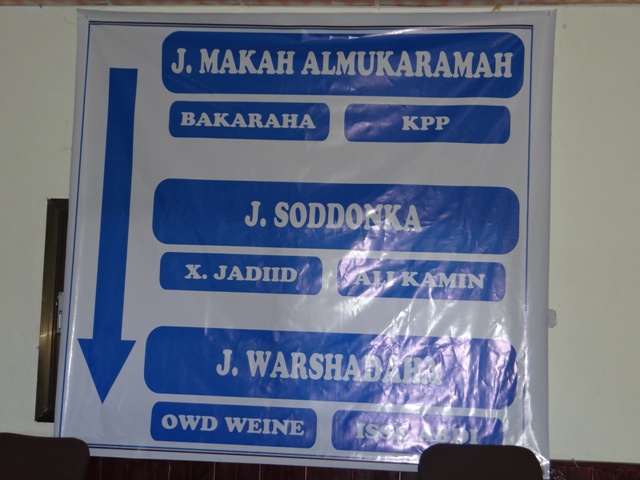 J. MAKAH ALMUKARAMAH
BAKARAHA KPP
J. SODDONKA
X. JADIID ALI KAMIN
J. WARSHADAHA
OWD WEINE